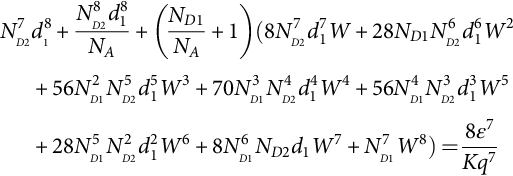 N_{D2}^7 d_1^8 + \frac{N_{D2}^8 d_1^8}{N_A} + \left( \frac{N_{D1}}{N_A} + 1 \right) ( 8N_{D2}^7 d_1^7 W + 28N_{D1} N_{D2}^6 d_1^6 W^2
+ 56N_{D1}^2 N_{D2}^5 d_1^5 W^3 + 70N_{D1}^3 N_{D2}^4 d_1^4 W^4 + 56N_{D1}^4 N_{D2}^3 d_1^3 W^5
+ 28N_{D1}^5 N_{D2}^2 d_1^2 W^6 + 8N_{D1}^6 N_{D2} d_1 W^7 + N_{D1}^7 W^8 ) = \frac{8\varepsilon^7}{Kq^7}